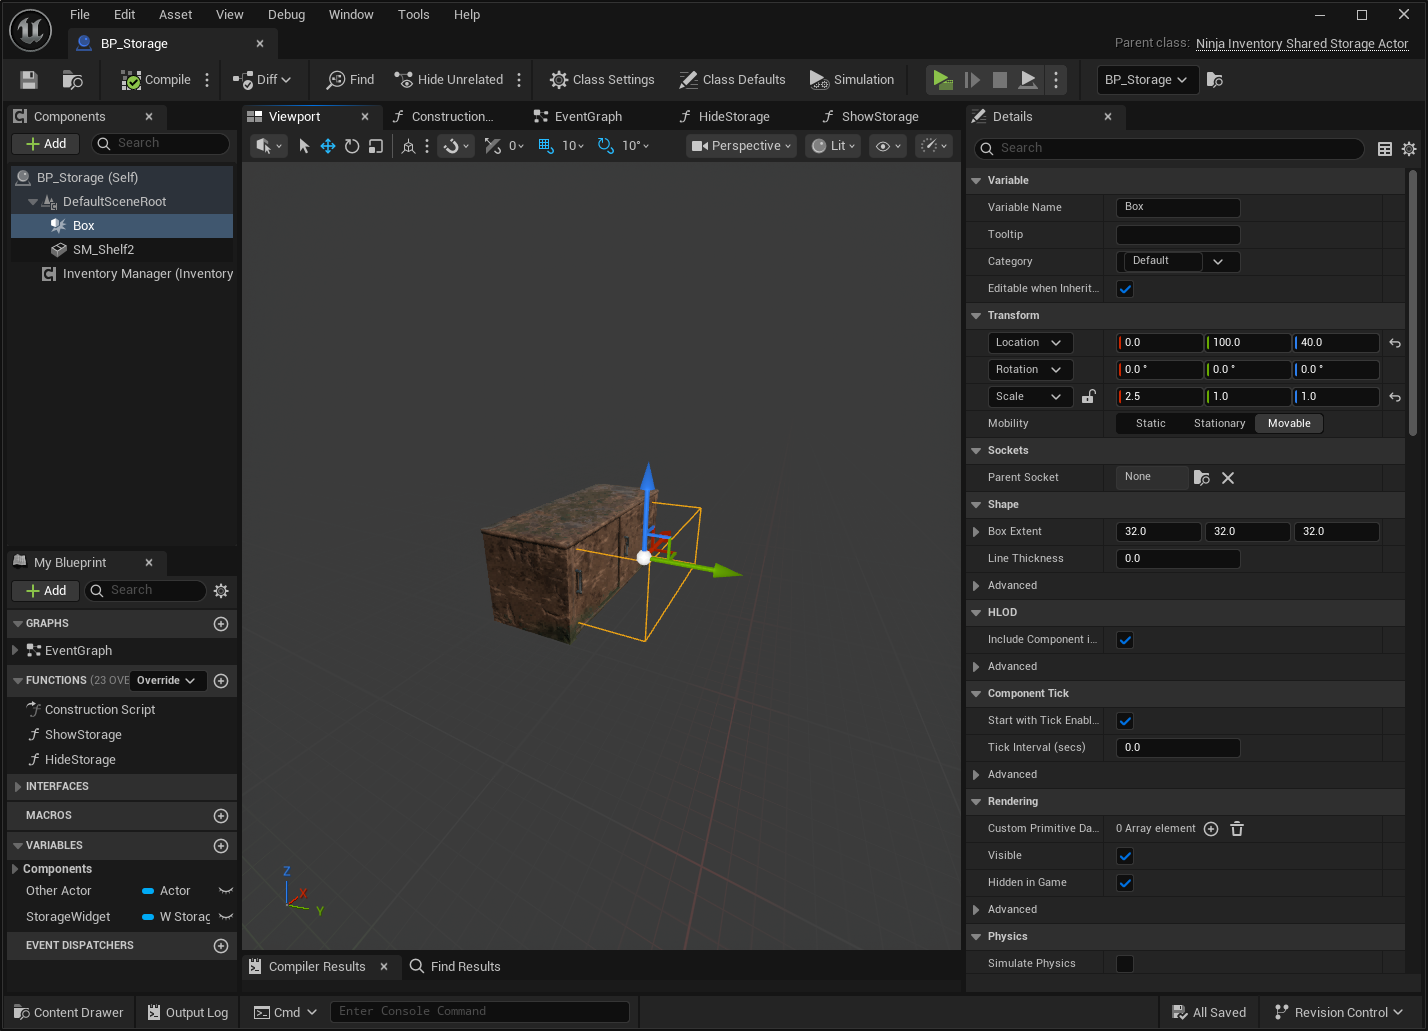 File Edit Asset View Debug Window Tools Help
BP_Storage
Parent class: Ninja Inventory Shared Storage Actor
Compile Diff Find Hide Unrelated Class Settings Class Defaults Simulation BP_Storage
Components
Add Search
BP_Storage (Self)
DefaultSceneRoot
Box
SM_Shelf2
Inventory Manager (Inventory
My Blueprint
Add Search
GRAPHS
EventGraph
FUNCTIONS (23 OVE Override
Construction Script
ShowStorage
HideStorage
INTERFACES
MACROS
VARIABLES
Components
Other Actor Actor
StorageWidget W Storag
EVENT DISPATCHERS
Viewport Construction... EventGraph HideStorage ShowStorage
0 10 10° Perspective Lit
Z
X
Y
Compiler Results Find Results
Details
Search
Variable
Variable Name Box
Tooltip
Category Default
Editable when Inherit...
Transform
Location 0.0 100.0 40.0
Rotation 0.0 ° 0.0 ° 0.0 °
Scale 2.5 1.0 1.0
Mobility Static Stationary Movable
Sockets
Parent Socket None
Shape
Box Extent 32.0 32.0 32.0
Line Thickness 0.0
Advanced
HLOD
Include Component i...
Advanced
Component Tick
Start with Tick Enabl...
Tick Interval (secs) 0.0
Advanced
Rendering
Custom Primitive Da... 0 Array element
Visible
Hidden in Game
Advanced
Physics
Simulate Physics
Content Drawer Output Log Cmd Enter Console Command All Saved Revision Control